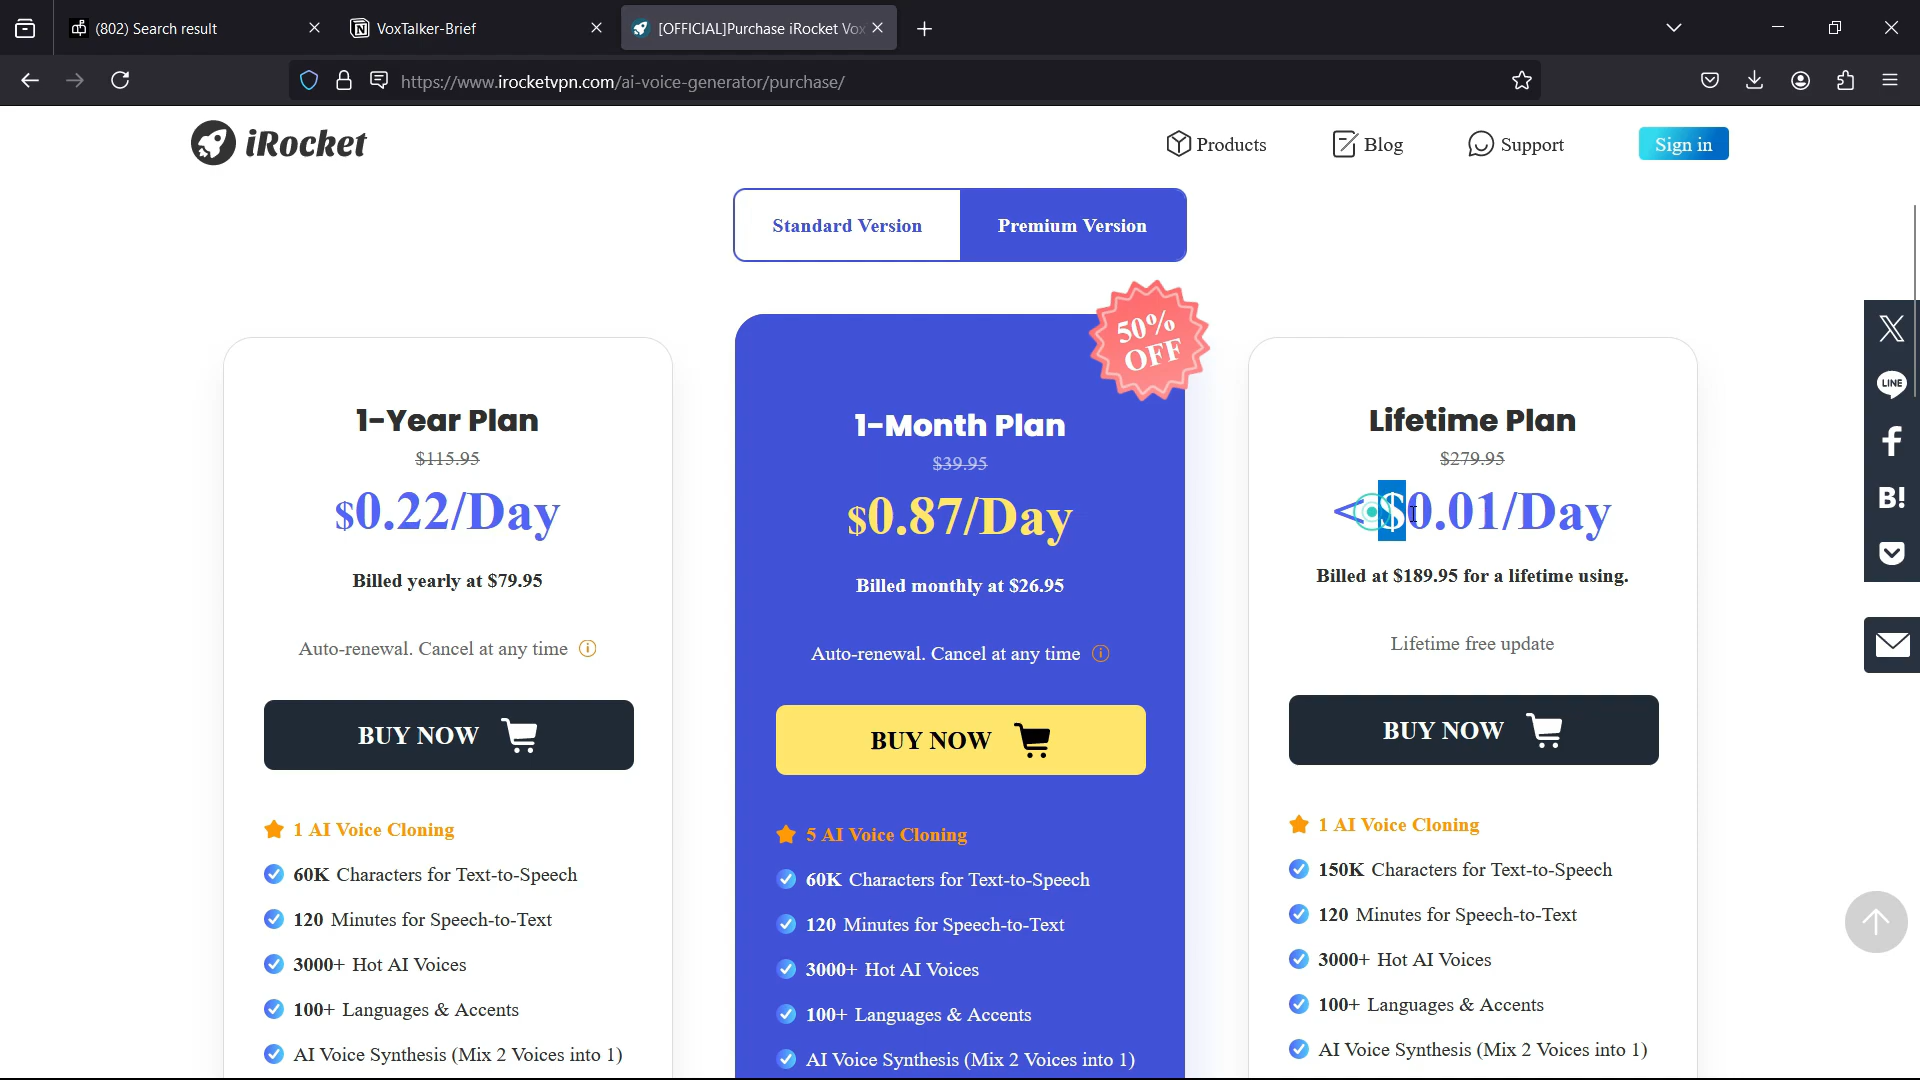 (802) Search result
VoxTalker-Brief
[OFFICIAL]Purchase iRocket Vox
https://www.irocketvpn.com/ai-voice-generator/purchase/
iRocket
Products
Blog
Support
Sign in
Standard Version
Premium Version
50%
OFF
1-Year Plan
$115.95
$0.22/Day
Billed yearly at $79.95
Auto-renewal. Cancel at any time
BUY NOW
1 AI Voice Cloning
60K Characters for Text-to-Speech
120 Minutes for Speech-to-Text
3000+ Hot AI Voices
100+ Languages & Accents
AI Voice Synthesis (Mix 2 Voices into 1)
1-Month Plan
$39.95
$0.87/Day
Billed monthly at $26.95
Auto-renewal. Cancel at any time
BUY NOW
5 AI Voice Cloning
60K Characters for Text-to-Speech
120 Minutes for Speech-to-Text
3000+ Hot AI Voices
100+ Languages & Accents
AI Voice Synthesis (Mix 2 Voices into 1)
Lifetime Plan
$279.95
<$0.01/Day
Billed at $189.95 for a lifetime using.
Lifetime free update
BUY NOW
1 AI Voice Cloning
150K Characters for Text-to-Speech
120 Minutes for Speech-to-Text
3000+ Hot AI Voices
100+ Languages & Accents
AI Voice Synthesis (Mix 2 Voices into 1)
LINE
B!